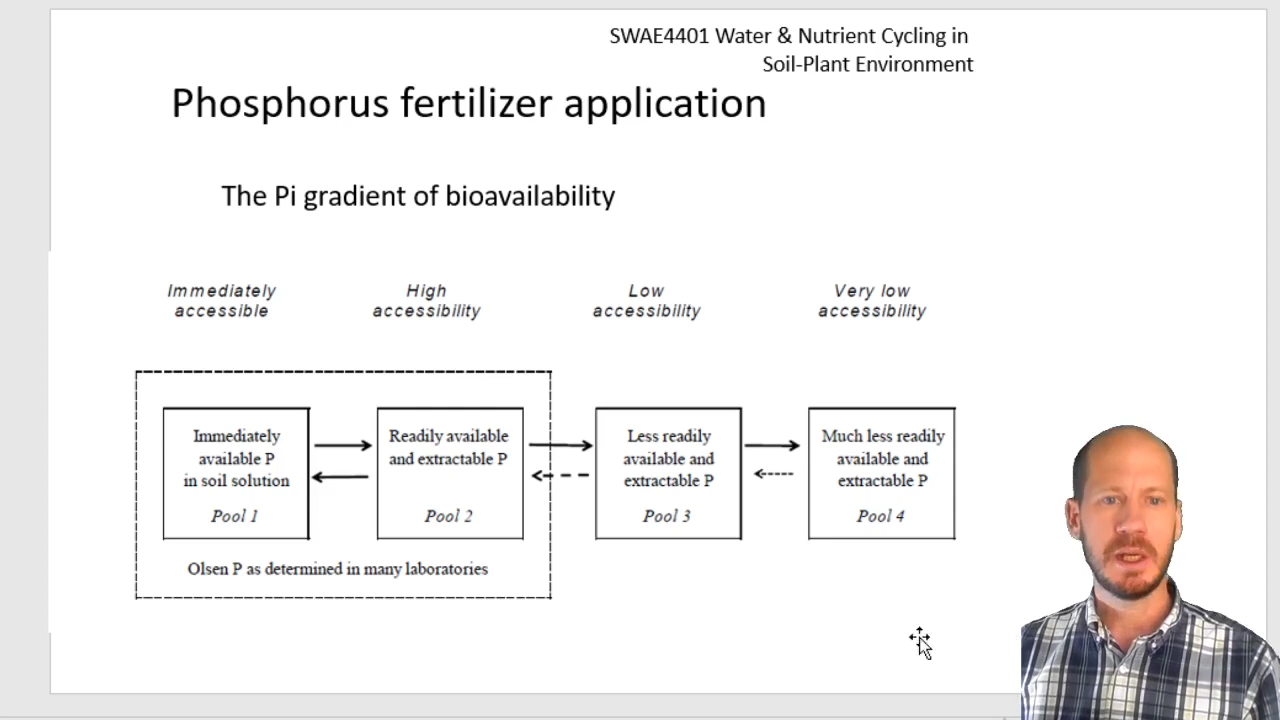 SWAE4401 Water & Nutrient Cycling in
Soil-Plant Environment
Phosphorus fertilizer application
The Pi gradient of bioavailability
Immediately
accessible
High
accessibility
Low
accessibility
Very low
accessibility
Immediately
available P
in soil solution
Pool 1
Readily available
and extractable P
Pool 2
Less readily
available and
extractable P
Pool 3
Much less readily
available and
extractable P
Pool 4
Olsen P as determined in many laboratories